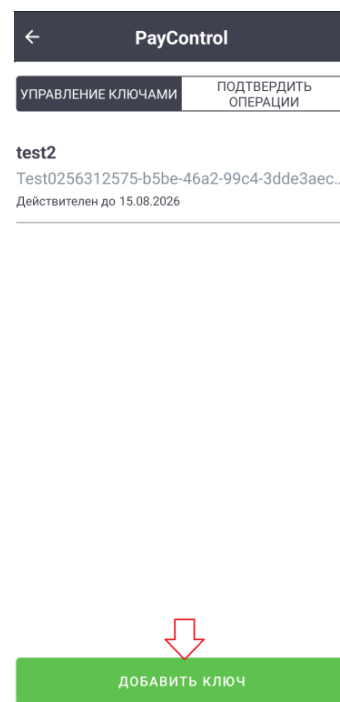 PayControl
УПРАВЛЕНИЕ КЛЮЧАМИ
ПОДТВЕРДИТЬ
ОПЕРАЦИИ
test2
Test0256312575-b5be-46a2-99c4-3dde3aec..
Действителен до 15.08.2026
ДОБАВИТЬ КЛЮЧ